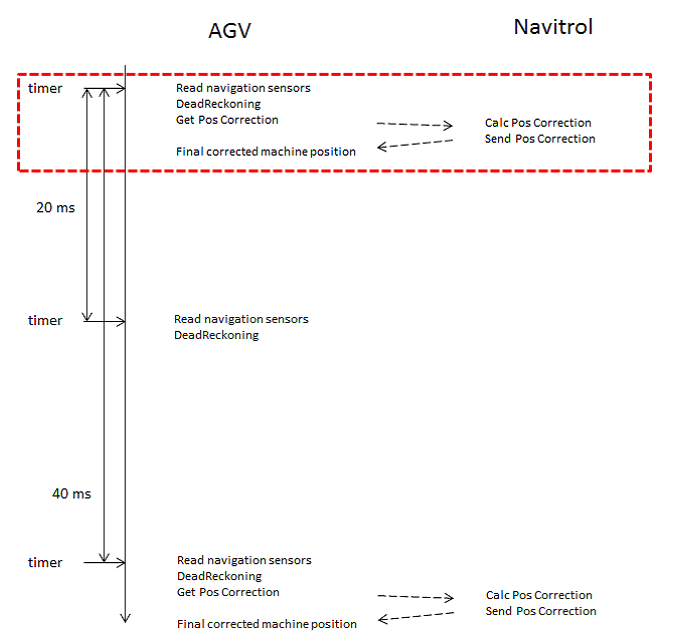 AGV
Navitrol
timer
Read navigation sensors
DeadReckoning
Get Pos Correction
Calc Pos Correction
Send Pos Correction
Final corrected machine position
20 ms
timer
Read navigation sensors
DeadReckoning
40 ms
timer
Read navigation sensors
DeadReckoning
Get Pos Correction
Calc Pos Correction
Send Pos Correction
Final corrected machine position